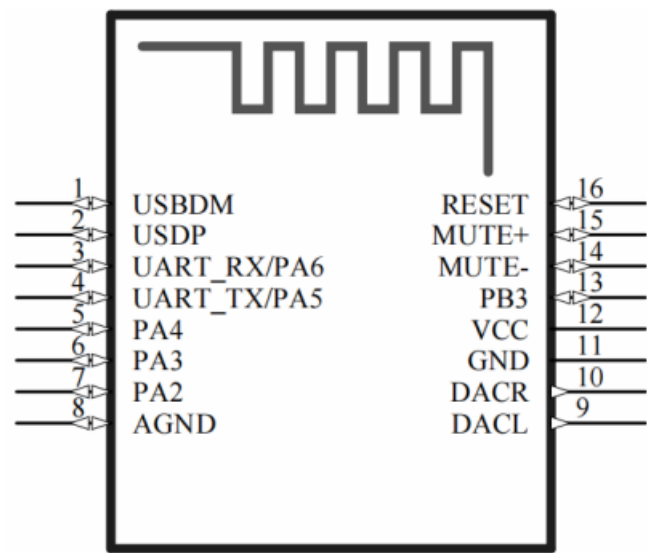 1 USBDM RESET 16
2 USDP MUTE+ 15
3 UART_RX/PA6 MUTE- 14
4 UART_TX/PA5 PB3 13
5 PA4 VCC 12
6 PA3 GND 11
7 PA2 DACR 10
8 AGND DACL 9